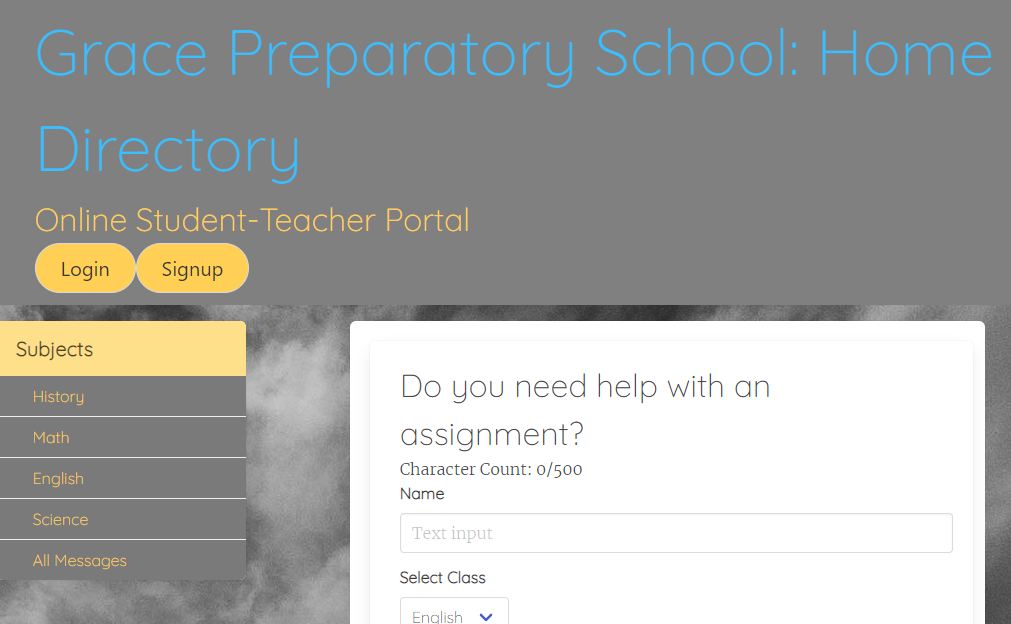 Grace Preparatory School: Home
Directory
Online Student-Teacher Portal
Login Signup
Subjects
History
Math
English
Science
All Messages
Do you need help with an
assignment?
Character Count: 0/500
Name
Text input
Select Class
English